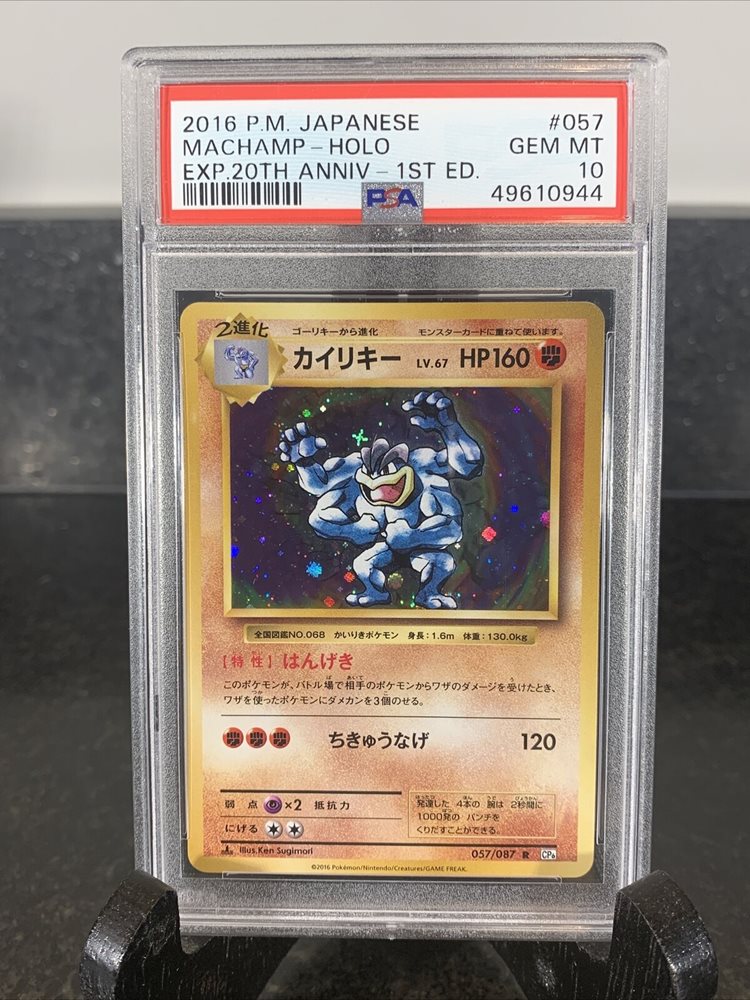 2016 P.M. JAPANESE #057
MACHAMP-HOLO GEM MT
EXP.20TH ANNIV-1ST ED. 10
PSA 49610944
2進化 ゴーリキーから進化 モンスターカードに重ねて使います。
カイリキー LV.67 HP160
全国図鑑NO.068 かいりきポケモン 身長:1.6m 体重:130.0kg
[特性] はんげき
このポケモンが、バトル場で相手のポケモンからワザのダメージを受けたとき、
ワザを使ったポケモンにダメカンを3個のせる。
ちきゅうなげ 120
弱点 ×2 抵抗力
にげる
発達した 4本の 腕は 2秒間に
1000発の パンチを
くりだすことができる。
Illus.Ken Sugimori 057/087 R CP6
©2016 Pokémon/Nintendo/Creatures/GAME FREAK.